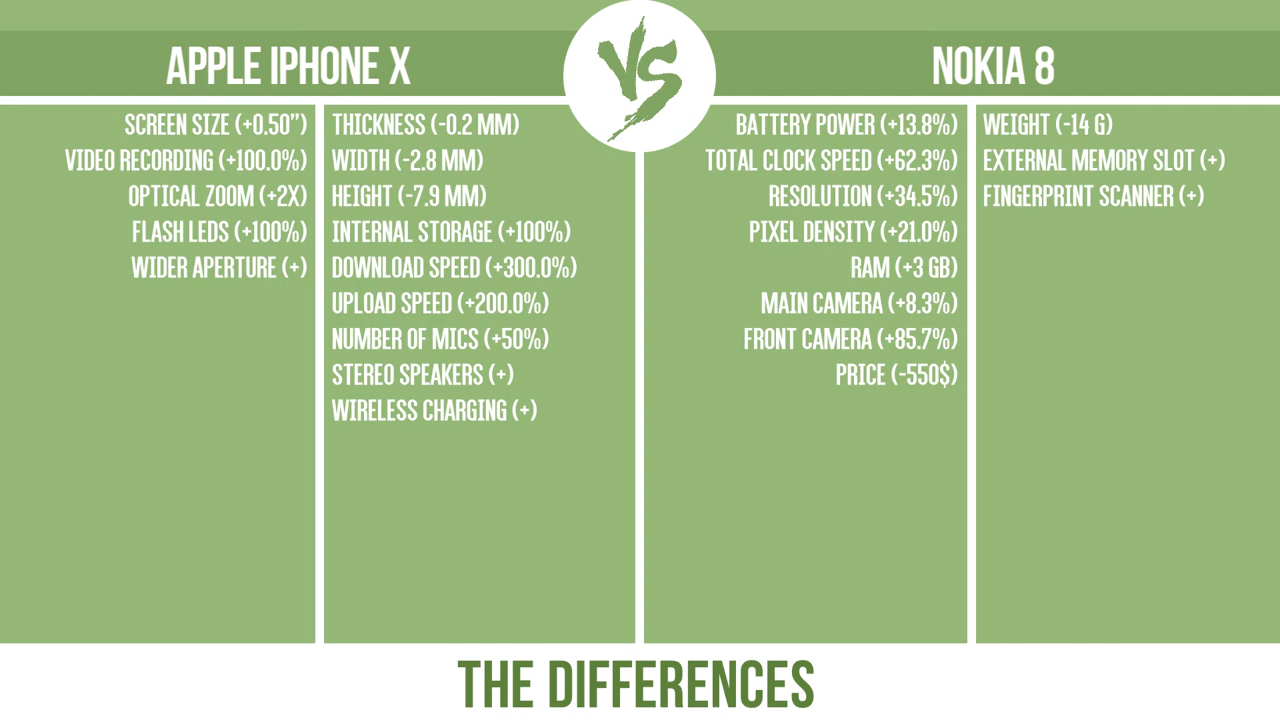 APPLE IPHONE X
VS
NOKIA 8
SCREEN SIZE (+0.50”)
VIDEO RECORDING (+100.0%)
OPTICAL ZOOM (+2X)
FLASH LEDS (+100%)
WIDER APERTURE (+)
THICKNESS (-0.2 MM)
WIDTH (-2.8 MM)
HEIGHT (-7.9 MM)
INTERNAL STORAGE (+100%)
DOWNLOAD SPEED (+300.0%)
UPLOAD SPEED (+200.0%)
NUMBER OF MICS (+50%)
STEREO SPEAKERS (+)
WIRELESS CHARGING (+)
BATTERY POWER (+13.8%)
TOTAL CLOCK SPEED (+62.3%)
RESOLUTION (+34.5%)
PIXEL DENSITY (+21.0%)
RAM (+3 GB)
MAIN CAMERA (+8.3%)
FRONT CAMERA (+85.7%)
PRICE (-550$)
WEIGHT (-14 G)
EXTERNAL MEMORY SLOT (+)
FINGERPRINT SCANNER (+)
THE DIFFERENCES